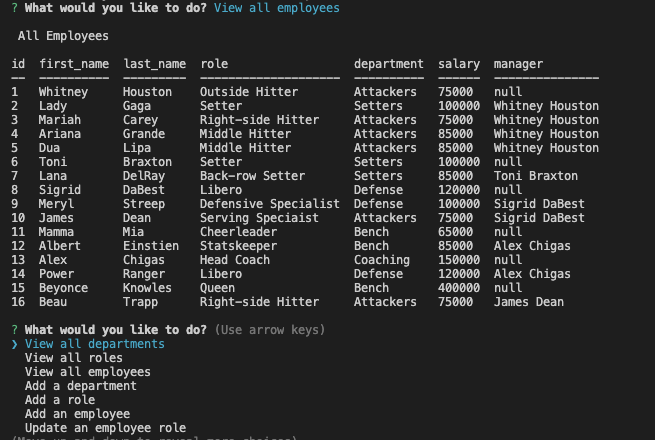 ? What would you like to do? View all employees
All Employees
id first_name last_name role department salary manager
1 Whitney Houston Outside Hitter Attackers 75000 null
2 Lady Gaga Setter Setters 100000 Whitney Houston
3 Mariah Carey Right-side Hitter Attackers 75000 Whitney Houston
4 Ariana Grande Middle Hitter Attackers 85000 Whitney Houston
5 Dua Lipa Middle Hitter Attackers 85000 Whitney Houston
6 Toni Braxton Setter Setters 100000 null
7 Lana DelRay Back-row Setter Setters 85000 Toni Braxton
8 Sigrid DaBest Libero Defense 120000 null
9 Meryl Streep Defensive Specialist Defense 100000 Sigrid DaBest
10 James Dean Serving Speciaist Attackers 75000 Sigrid DaBest
11 Mamma Mia Cheerleader Bench 65000 null
12 Albert Einstien Statskeeper Bench 85000 Alex Chigas
13 Alex Chigas Head Coach Coaching 150000 null
14 Power Ranger Libero Defense 120000 Alex Chigas
15 Beyonce Knowles Queen Bench 400000 null
16 Beau Trapp Right-side Hitter Attackers 75000 James Dean
? What would you like to do? (Use arrow keys)
❯ View all departments
View all roles
View all employees
Add a department
Add a role
Add an employee
Update an employee role
(Move up and down to reveal more choices)